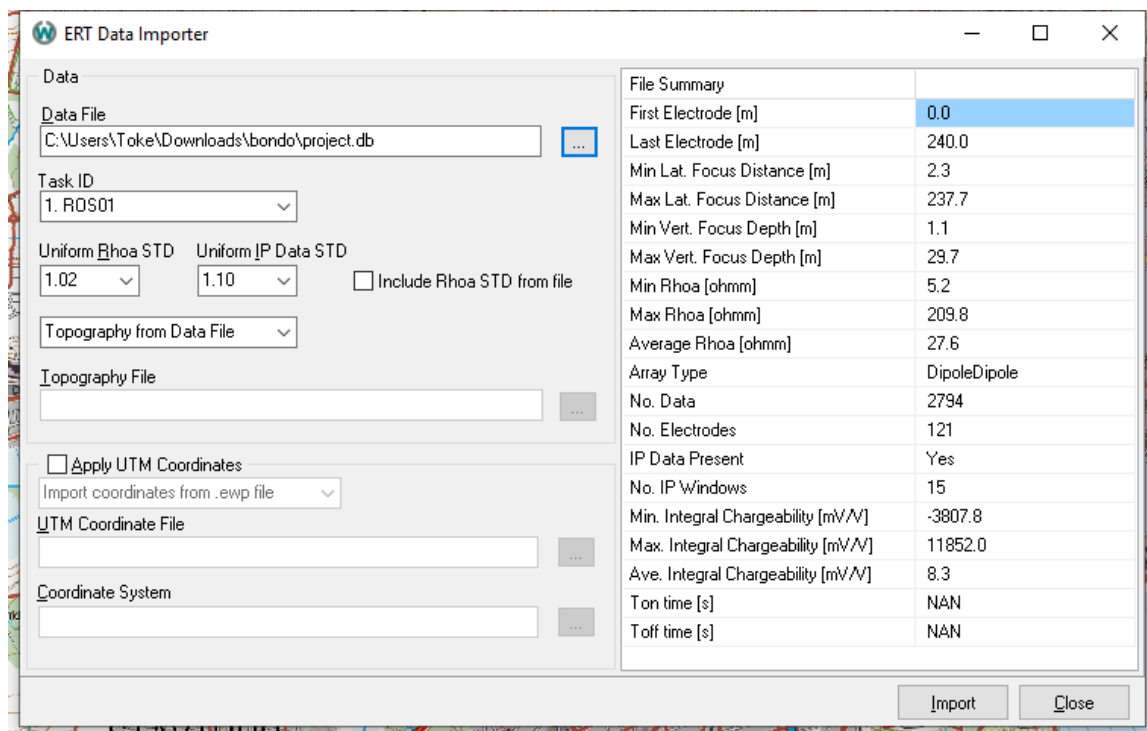 ERT Data Importer
Data
Data File
C:\Users\Toke\Downloads\bondo\project.db
...
Task ID
1. ROS01
Uniform Rhoa STD Uniform IP Data STD
1.02 1.10 Include Rhoa STD from file
Topography from Data File
Topography File
...
Apply UTM Coordinates
Import coordinates from .ewp file
UTM Coordinate File
...
Coordinate System
...
File Summary
First Electrode [m] 0.0
Last Electrode [m] 240.0
Min Lat. Focus Distance [m] 2.3
Max Lat. Focus Distance [m] 237.7
Min Vert. Focus Depth [m] 1.1
Max Vert. Focus Depth [m] 29.7
Min Rhoa [ohmm] 5.2
Max Rhoa [ohmm] 209.8
Average Rhoa [ohmm] 27.6
Array Type DipoleDipole
No. Data 2794
No. Electrodes 121
IP Data Present Yes
No. IP Windows 15
Min. Integral Chargeability [mV/V] -3807.8
Max. Integral Chargeability [mV/V] 11852.0
Ave. Integral Chargeability [mV/V] 8.3
Ton time [s] NAN
Toff time [s] NAN
Import Close